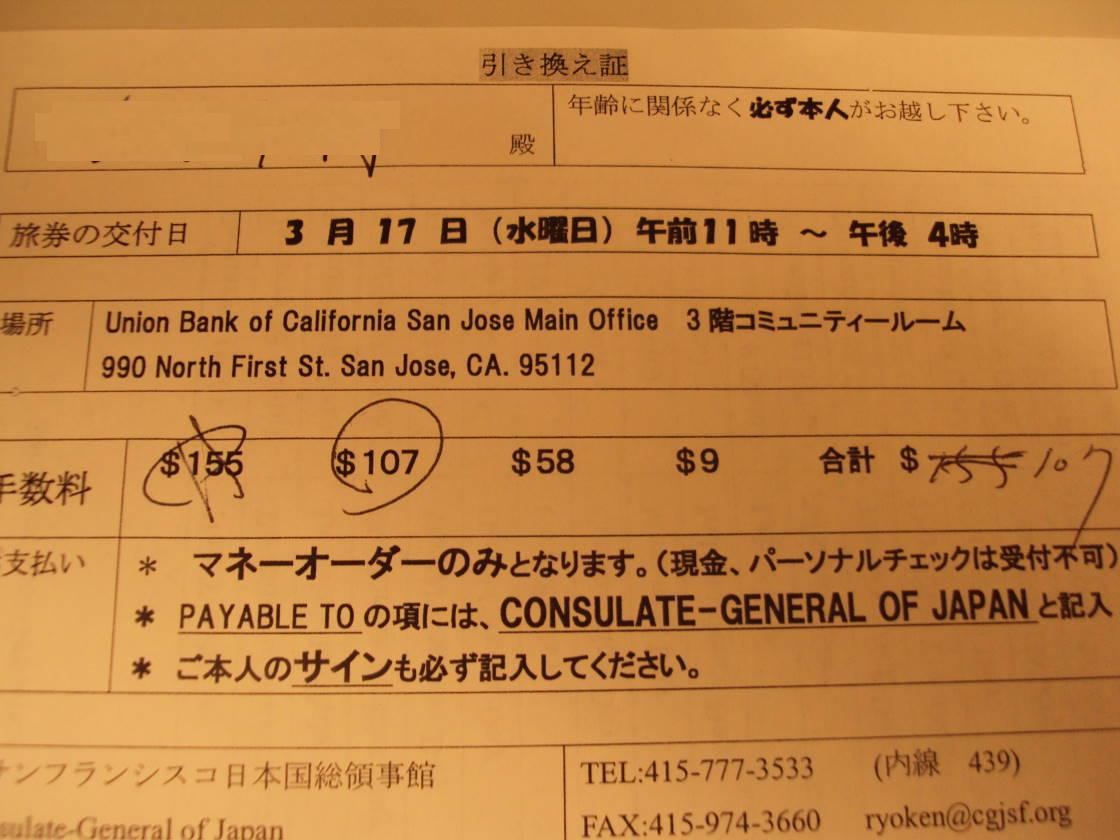 引き換え証
殿
年齢に関係なく必ず本人がお越し下さい。
旅券の交付日 3月17日(水曜日)午前11時 ~ 午後 4時
場所 Union Bank of California San Jose Main Office 3階コミュニティールーム
990 North First St. San Jose, CA. 95112
手数料 $155 $107 $58 $9 合計 $ 155 107
支払い * マネーオーダーのみとなります。(現金、パーソナルチェックは受付不可)
* PAYABLE TO の項には、CONSULATE-GENERAL OF JAPAN と記入
* ご本人のサインも必ず記入してください。
サンフランシスコ日本国総領事館
sulate-General of Japan
TEL:415-777-3533 (内線 439)
FAX:415-974-3660 ryoken@cgjsf.org